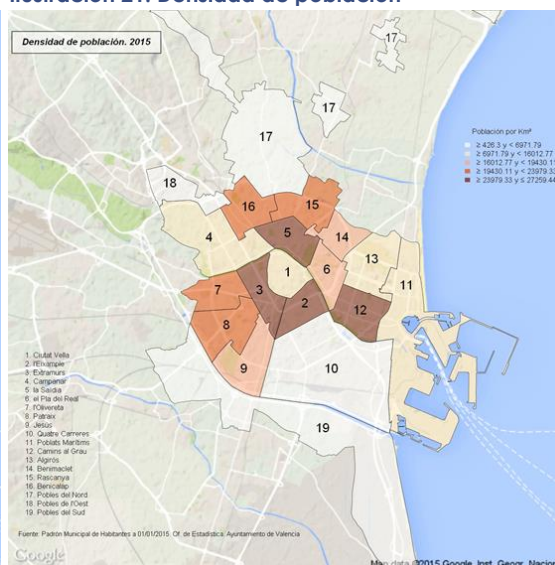 Ilustración 21. Densidad de población
Densidad de población. 2015
17
17
17
18
16
15
5
14
4
13
6
1
11
7
3
2
12
8
9
10
19
Población por Km²
≥ 426.3 y < 6971.79
≥ 6971.79 y < 16012.77
≥ 16012.77 y < 19430.11
≥ 19430.11 y < 23979.33
≥ 23979.33 y ≤ 27259.44
1. Ciutat Vella
2. l'Eixample
3. Extramurs
4. Campanar
5. la Saïdia
6. el Pla del Real
7. l'Olivereta
8. Patraix
9. Jesús
10. Quatre Carreres
11. Poblats Marítims
12. Camins al Grau
13. Algirós
14. Benimaclet
15. Rascanya
16. Benicalap
17. Pobles del Nord
18. Pobles de l'Oest
19. Pobles del Sud
Fuente: Padrón Municipal de Habitantes a 01/01/2015. Of. de Estadística. Ayuntamiento de Valencia
Google
Map data ©2015 Google, Inst. Geogr. Nacion